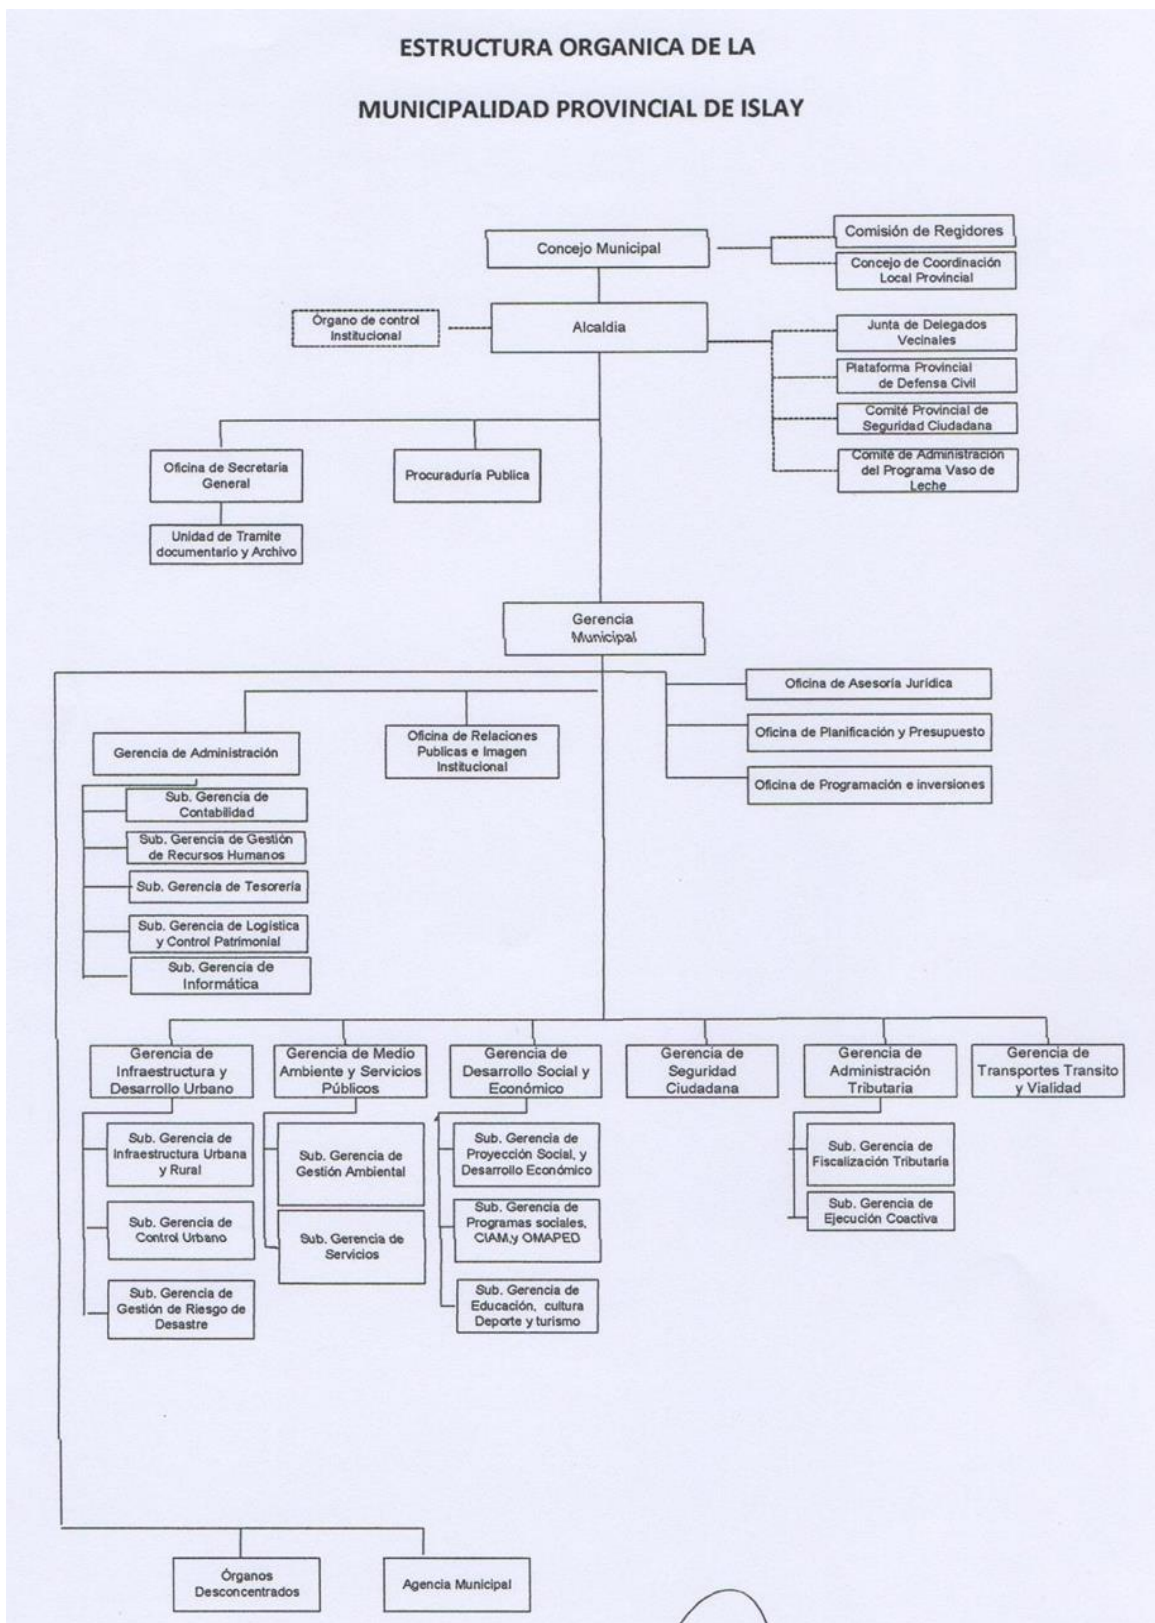 ESTRUCTURA ORGANICA DE LA
MUNICIPALIDAD PROVINCIAL DE ISLAY
Concejo Municipal
Comisión de Regidores
Concejo de Coordinación
Local Provincial
Órgano de control
Institucional
Alcaldia
Junta de Delegados
Vecinales
Plataforma Provincial
de Defensa Civil
Comité Provincial de
Seguridad Ciudadana
Comité de Administración
del Programa Vaso de
Leche
Oficina de Secretaria
General
Procuraduría Publica
Unidad de Tramite
documentario y Archivo
Gerencia
Municipal
Oficina de Asesoría Jurídica
Oficina de Planificación y Presupuesto
Oficina de Programación e inversiones
Gerencia de Administración
Oficina de Relaciones
Publicas e Imagen
Institucional
Sub. Gerencia de
Contabilidad
Sub. Gerencia de Gestión
de Recursos Humanos
Sub. Gerencia de Tesorería
Sub. Gerencia de Logística
y Control Patrimonial
Sub. Gerencia de
Informática
Gerencia de
Infraestructura y
Desarrollo Urbano
Gerencia de Medio
Ambiente y Servicios
Públicos
Gerencia de
Desarrollo Social y
Económico
Gerencia de
Seguridad
Ciudadana
Gerencia de
Administración
Tributaria
Gerencia de
Transportes Transito
y Vialidad
Sub. Gerencia de
Infraestructura Urbana
y Rural
Sub. Gerencia de
Control Urbano
Sub. Gerencia de
Gestión de Riesgo de
Desastre
Sub. Gerencia de
Gestión Ambiental
Sub. Gerencia de
Servicios
Sub. Gerencia de
Proyección Social, y
Desarrollo Económico
Sub. Gerencia de
Programas sociales,
CIAM,y OMAPED
Sub. Gerencia de
Educación, cultura
Deporte y turismo
Sub. Gerencia de
Fiscalización Tributaria
Sub. Gerencia de
Ejecución Coactiva
Órganos
Desconcentrados
Agencia Municipal